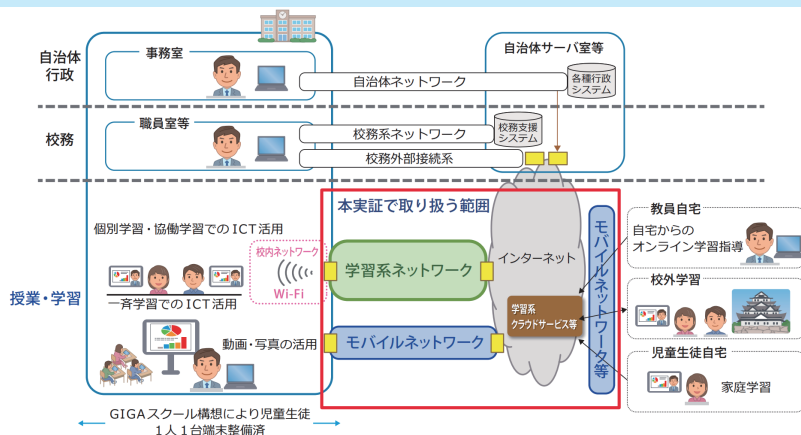 自治体
行政
事務室
自治体ネットワーク
自治体サーバ室等
各種行政
システム
校務
職員室等
校務系ネットワーク
校務外部接続系
校務支援
システム
本実証で取り扱う範囲
授業・学習
個別学習・協働学習でのICT活用
一斉学習でのICT活用
動画・写真の活用
校内ネットワーク
Wi-Fi
学習系ネットワーク
モバイルネットワーク
インターネット
学習系
クラウドサービス等
モバイルネットワーク等
教員自宅
自宅からの
オンライン学習指導
校外学習
児童生徒自宅
家庭学習
GIGAスクール構想により児童生徒
1人1台端末整備済